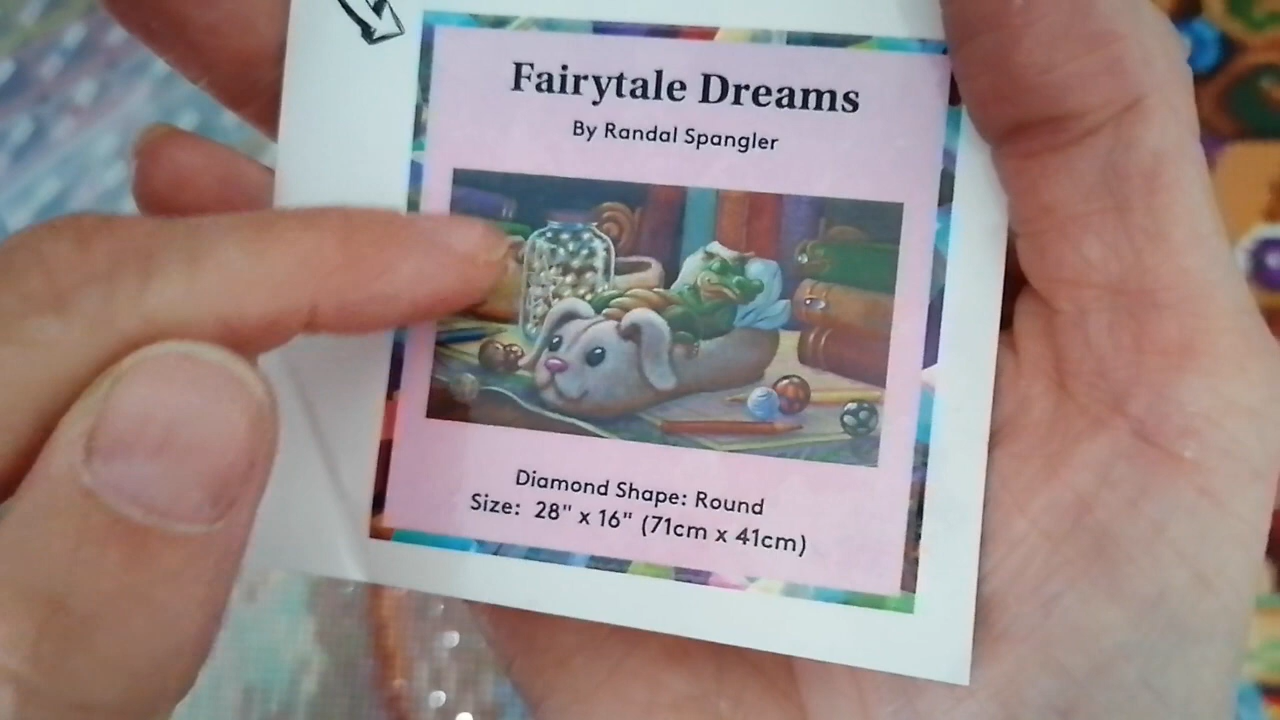 Fairytale Dreams
By Randal Spangler
Diamond Shape: Round
Size: 28" x 16" (71cm x 41cm)